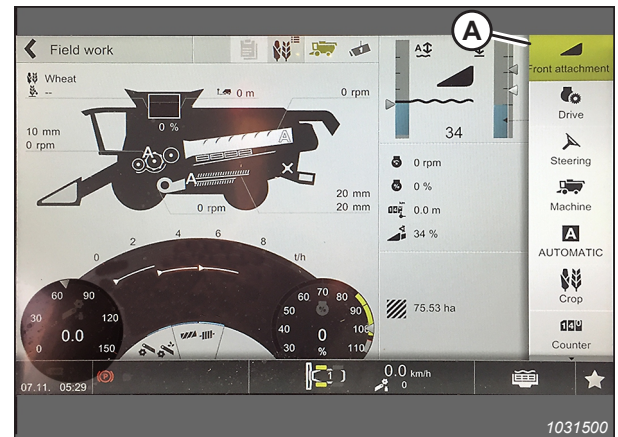 A
Field work
Front attachment
Wheat
--
0 m
0 rpm
0 %
A
10 mm
0 rpm
A
A
20 mm
20 mm
0 rpm
A
34
0 rpm
0 %
0.0 m
34 %
75.53 ha
Drive
Steering
Machine
A
AUTOMATIC
Crop
Counter
0 2 4 6 8 t/h
0 30 60 90 120 150
0.0
30 40 50 60 70 80 90 100 110
0
%
07.11. 05:29
(P)
1
0.0 km/h
0
1031500